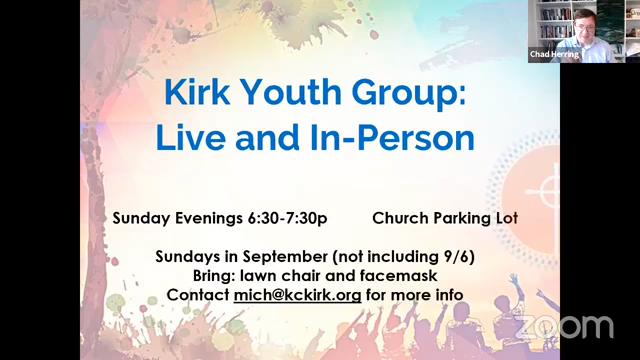 Chad Herring
Kirk Youth Group:
Live and In-Person
Sunday Evenings 6:30-7:30p Church Parking Lot
Sundays in September (not including 9/6)
Bring: lawn chair and facemask
Contact mich@kckirk.org for more info
zoom